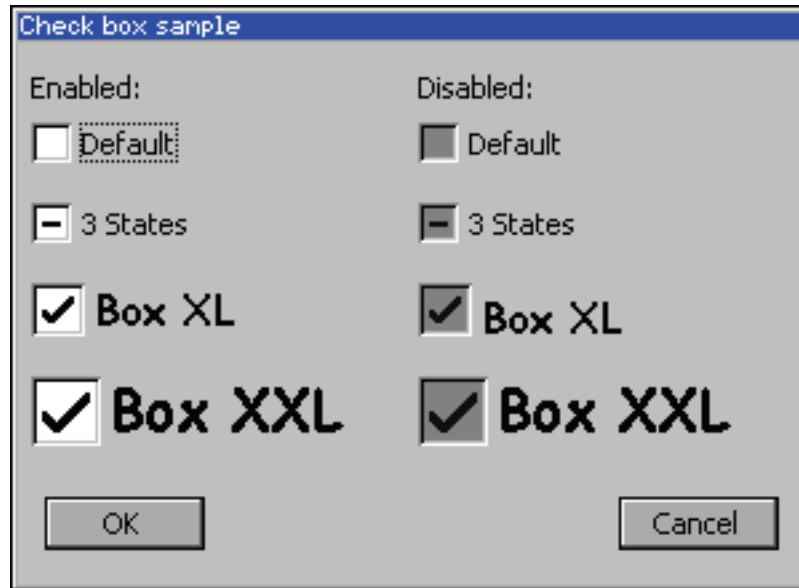 Check box sample
Enabled: Disabled:
Default Default
3 States 3 States
Box XL Box XL
Box XXL Box XXL
OK Cancel